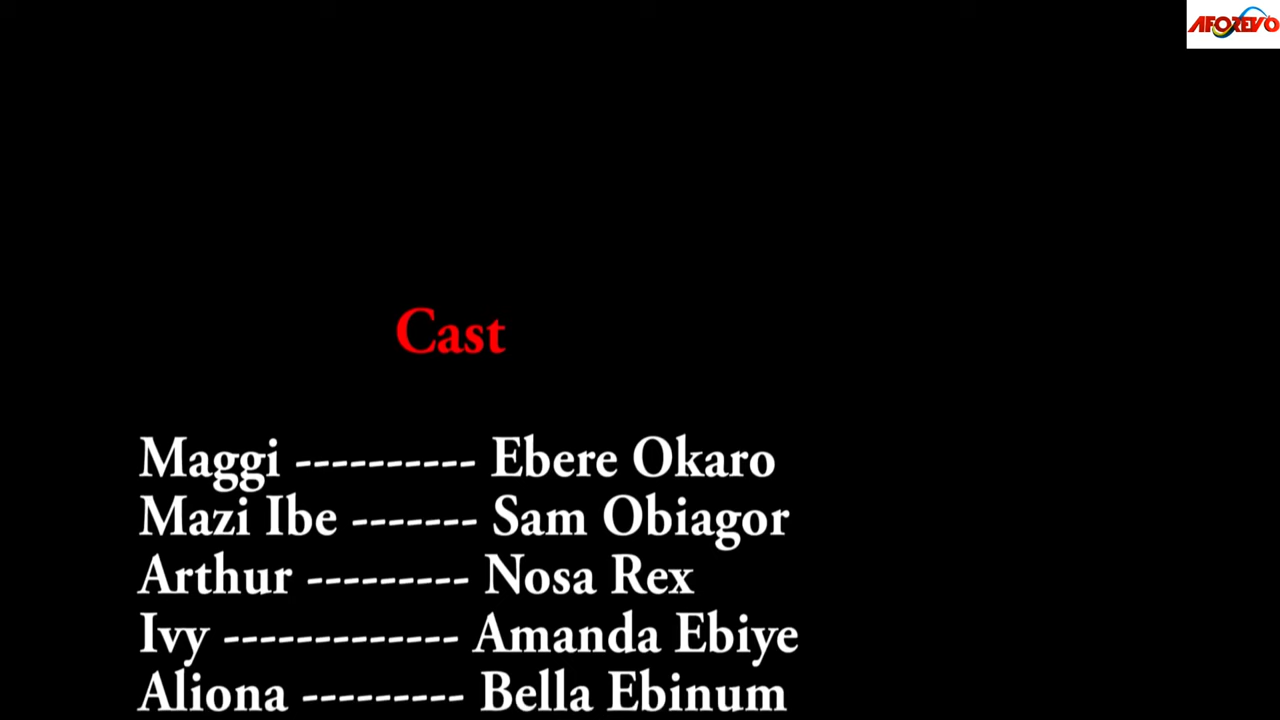 AFOREVO
Cast
Maggi ---------- Ebere Okaro
Mazi Ibe ------- Sam Obiagor
Arthur --------- Nosa Rex
Ivy ------------- Amanda Ebiye
Aliona --------- Bella Ebinum